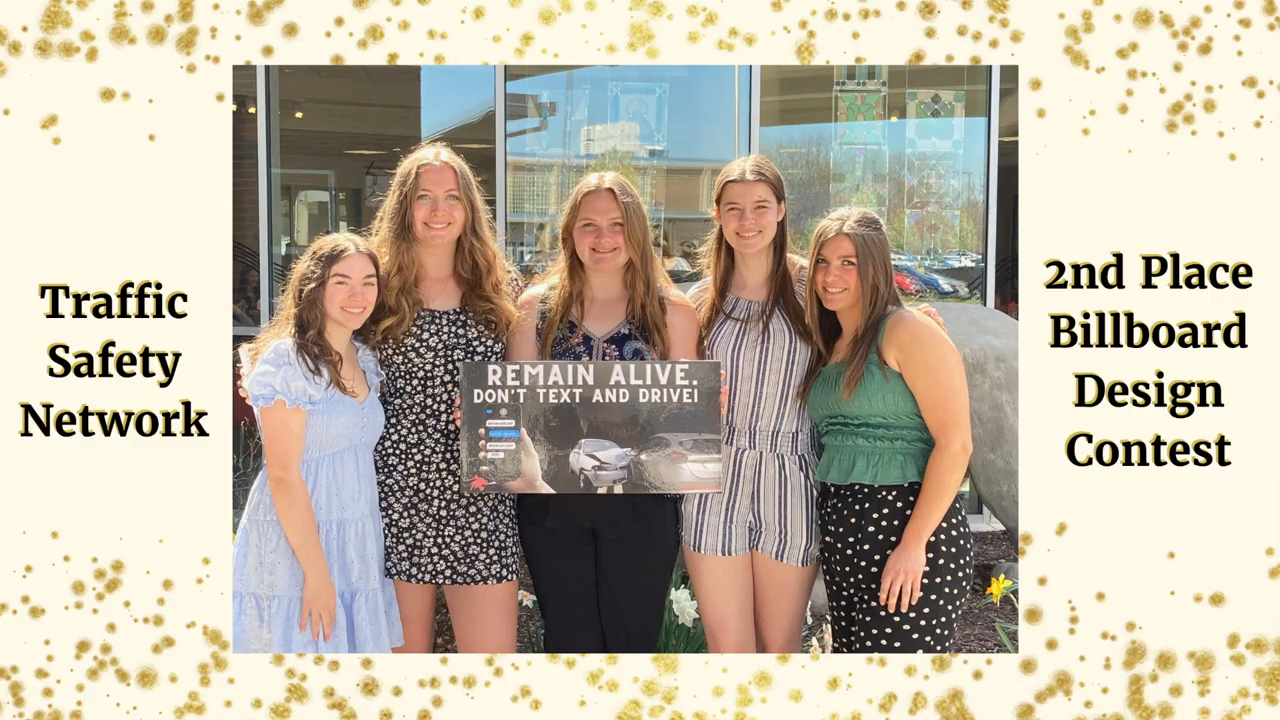 Traffic
Safety
Network
REMAIN ALIVE.
DON'T TEXT AND DRIVE!
2nd Place
Billboard
Design
Contest